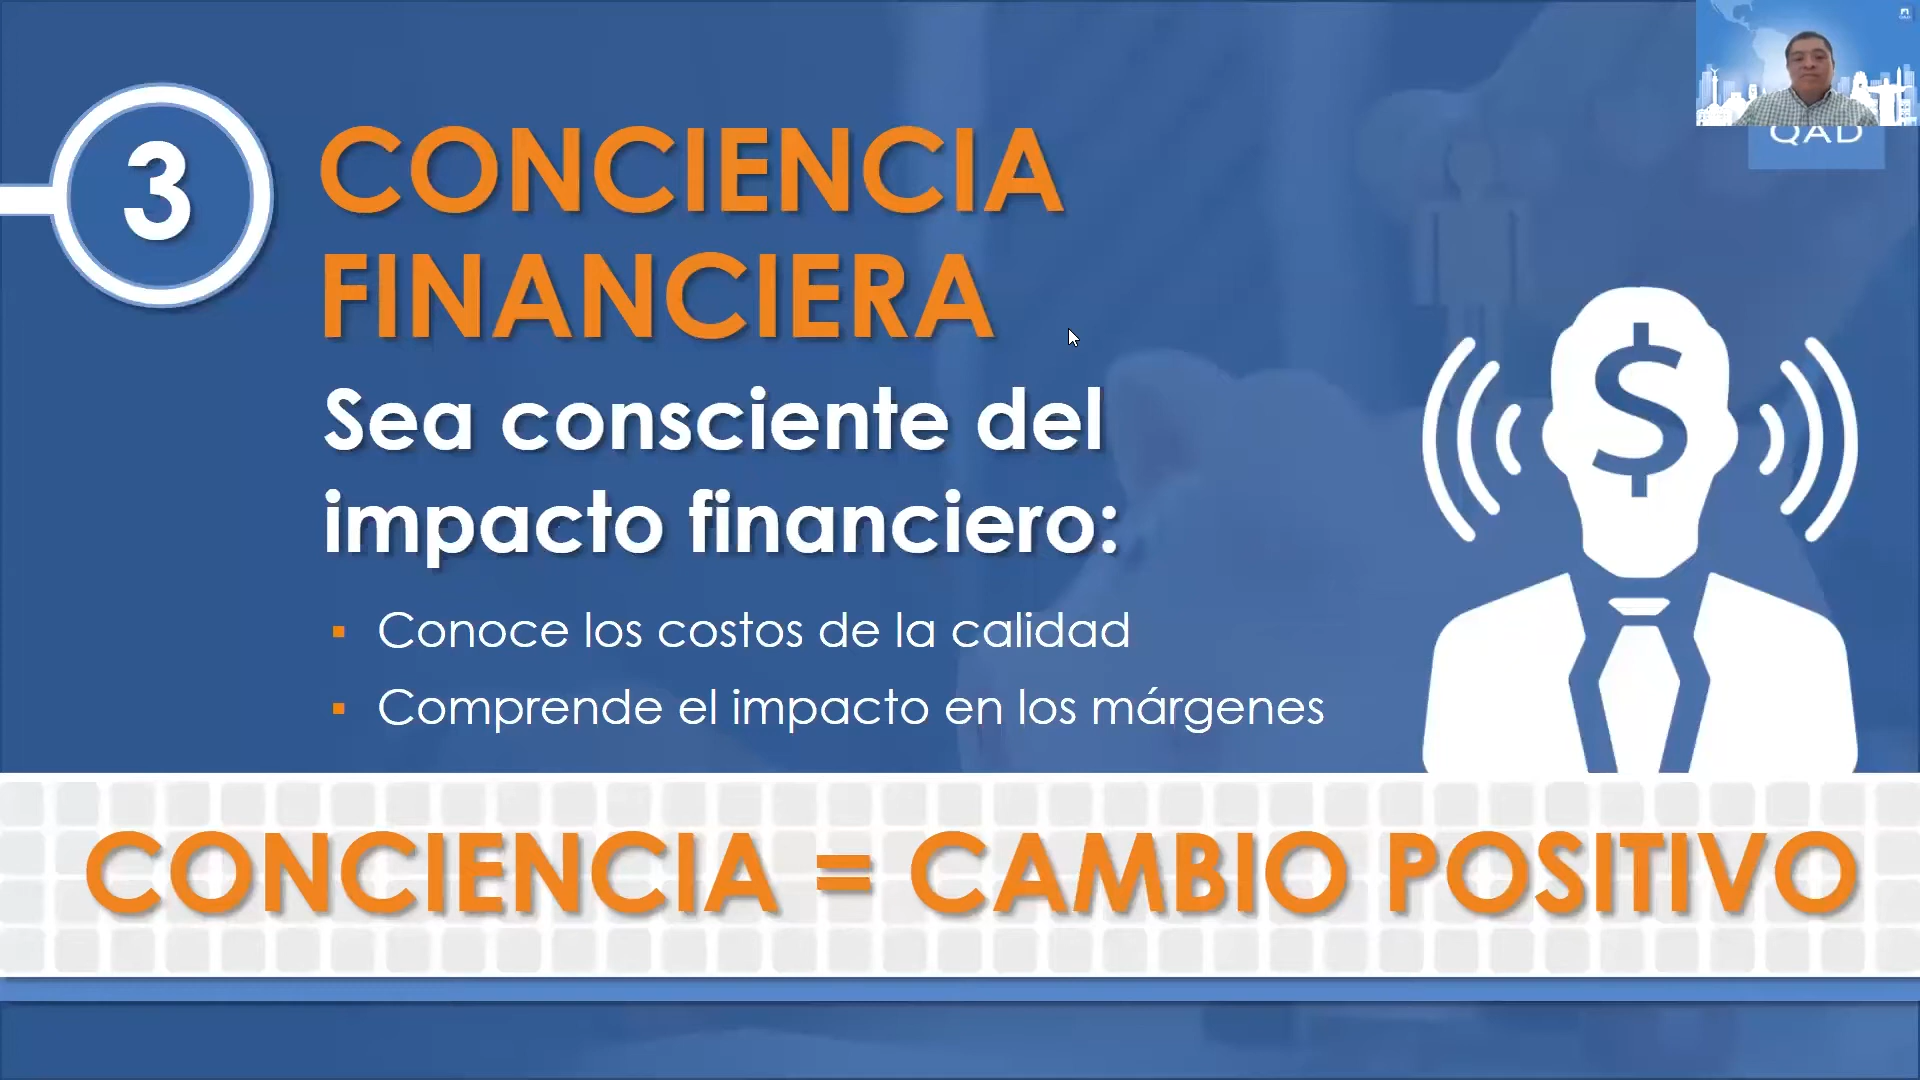 QAD
3
CONCIENCIA
FINANCIERA
Sea consciente del
impacto financiero:
▪ Conoce los costos de la calidad
▪ Comprende el impacto en los márgenes
$
CONCIENCIA = CAMBIO POSITIVO